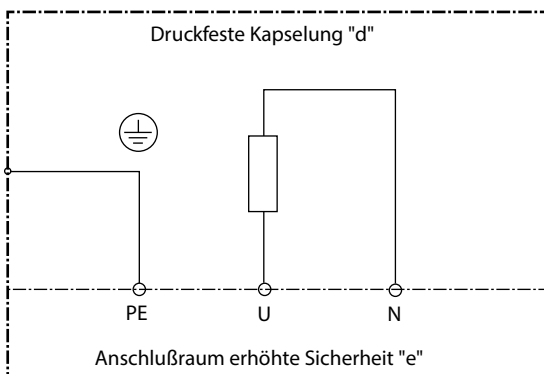 Druckfeste Kapselung "d"
PE U N
Anschlußraum erhöhte Sicherheit "e"